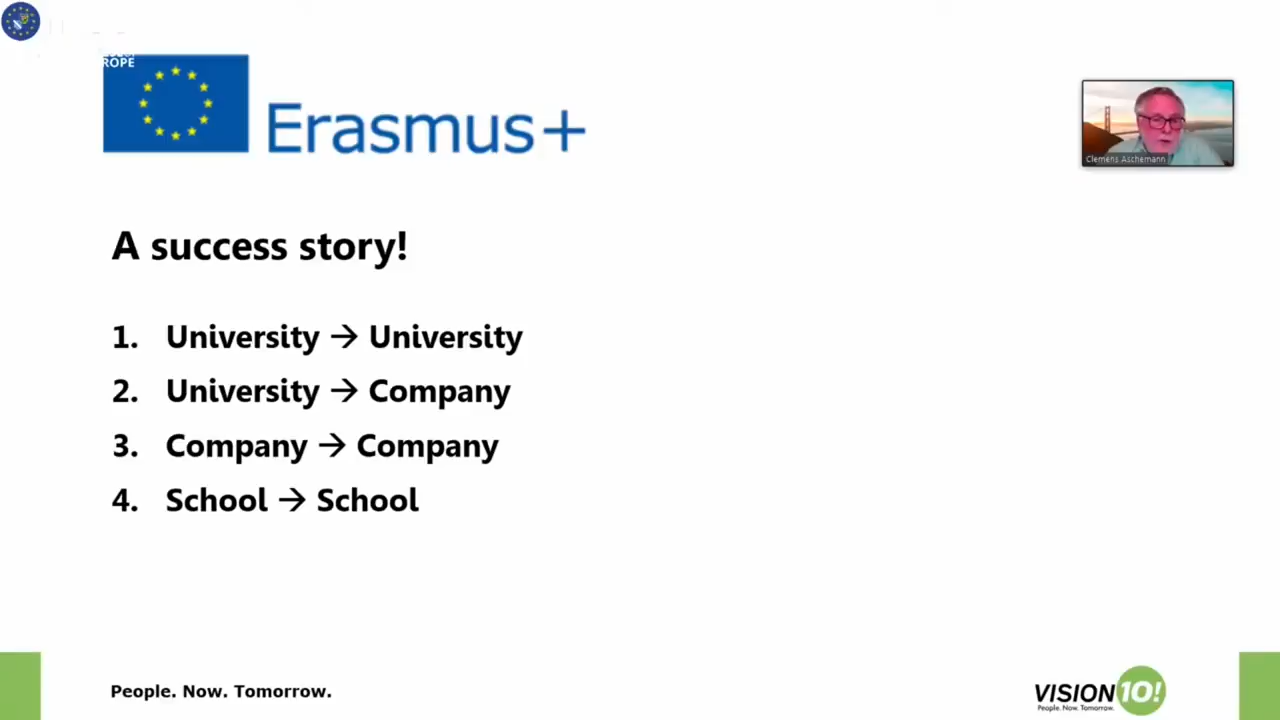 ROPE
Erasmus+
Clemens Aschemann
A success story!
1. University → University
2. University → Company
3. Company → Company
4. School → School
People. Now. Tomorrow.
VISION 10!
People. Now. Tomorrow.